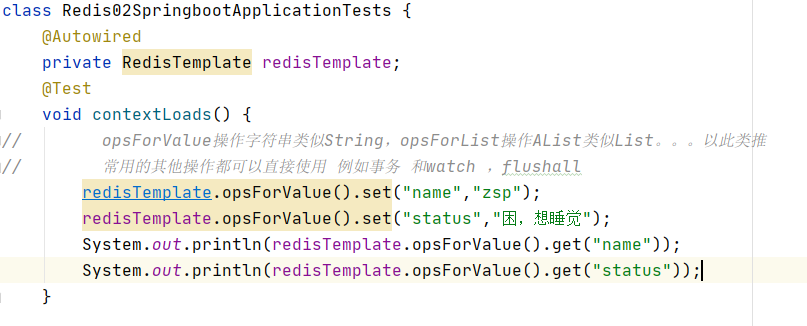 class Redis02SpringbootApplicationTests {
@Autowired
private RedisTemplate redisTemplate;
@Test
void contextLoads() {
//        opsForValue操作字符串类似String，opsForList操作AList类似List。。。以此类推
//        常用的其他操作都可以直接使用 例如事务 和watch ，flushall
redisTemplate.opsForValue().set("name","zsp");
redisTemplate.opsForValue().set("status","困，想睡觉");
System.out.println(redisTemplate.opsForValue().get("name"));
System.out.println(redisTemplate.opsForValue().get("status"));
}